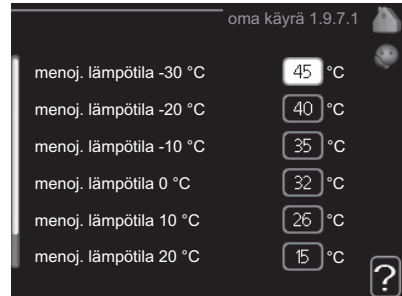 oma käyrä 1.9.7.1
menoj. lämpötila -30 °C 45 °C
menoj. lämpötila -20 °C 40 °C
menoj. lämpötila -10 °C 35 °C
menoj. lämpötila 0 °C 32 °C
menoj. lämpötila 10 °C 26 °C
menoj. lämpötila 20 °C 15 °C
?